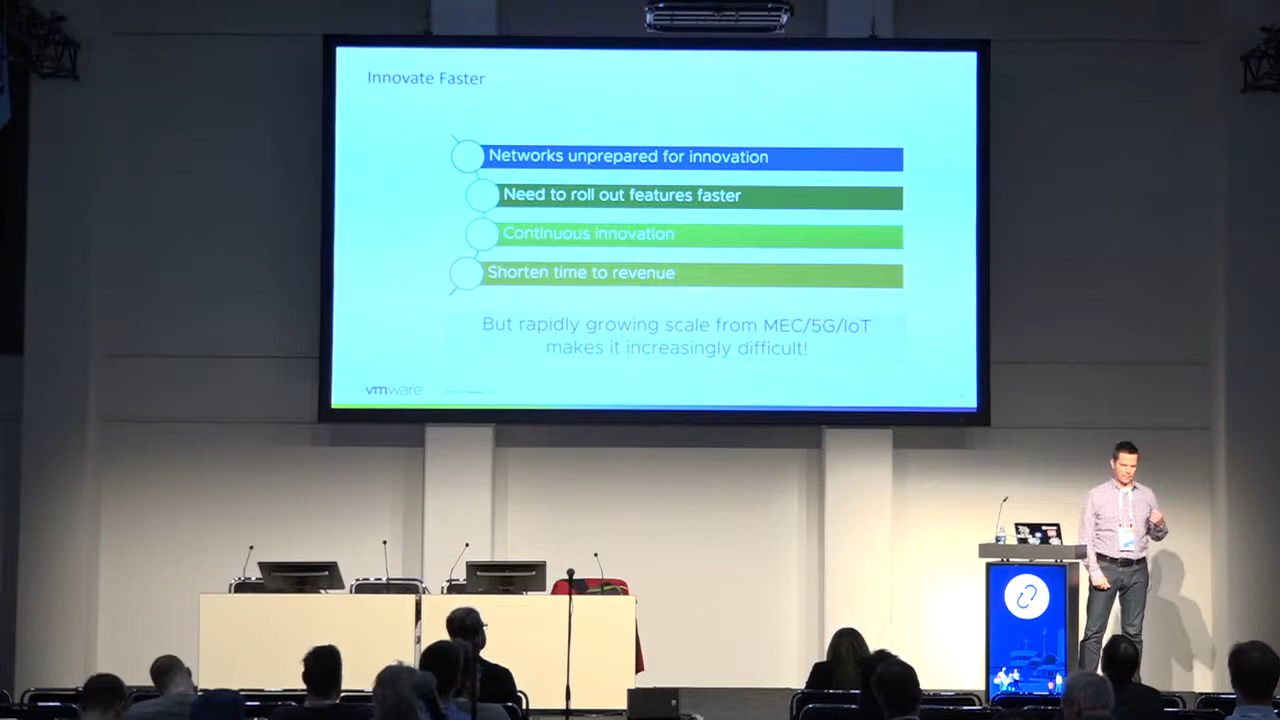 Innovate Faster
Networks unprepared for innovation
Need to roll out features faster
Continuous innovation
Shorten time to revenue
But rapidly growing scale from MEC/5G/IoT
makes it increasingly difficult!
vmware